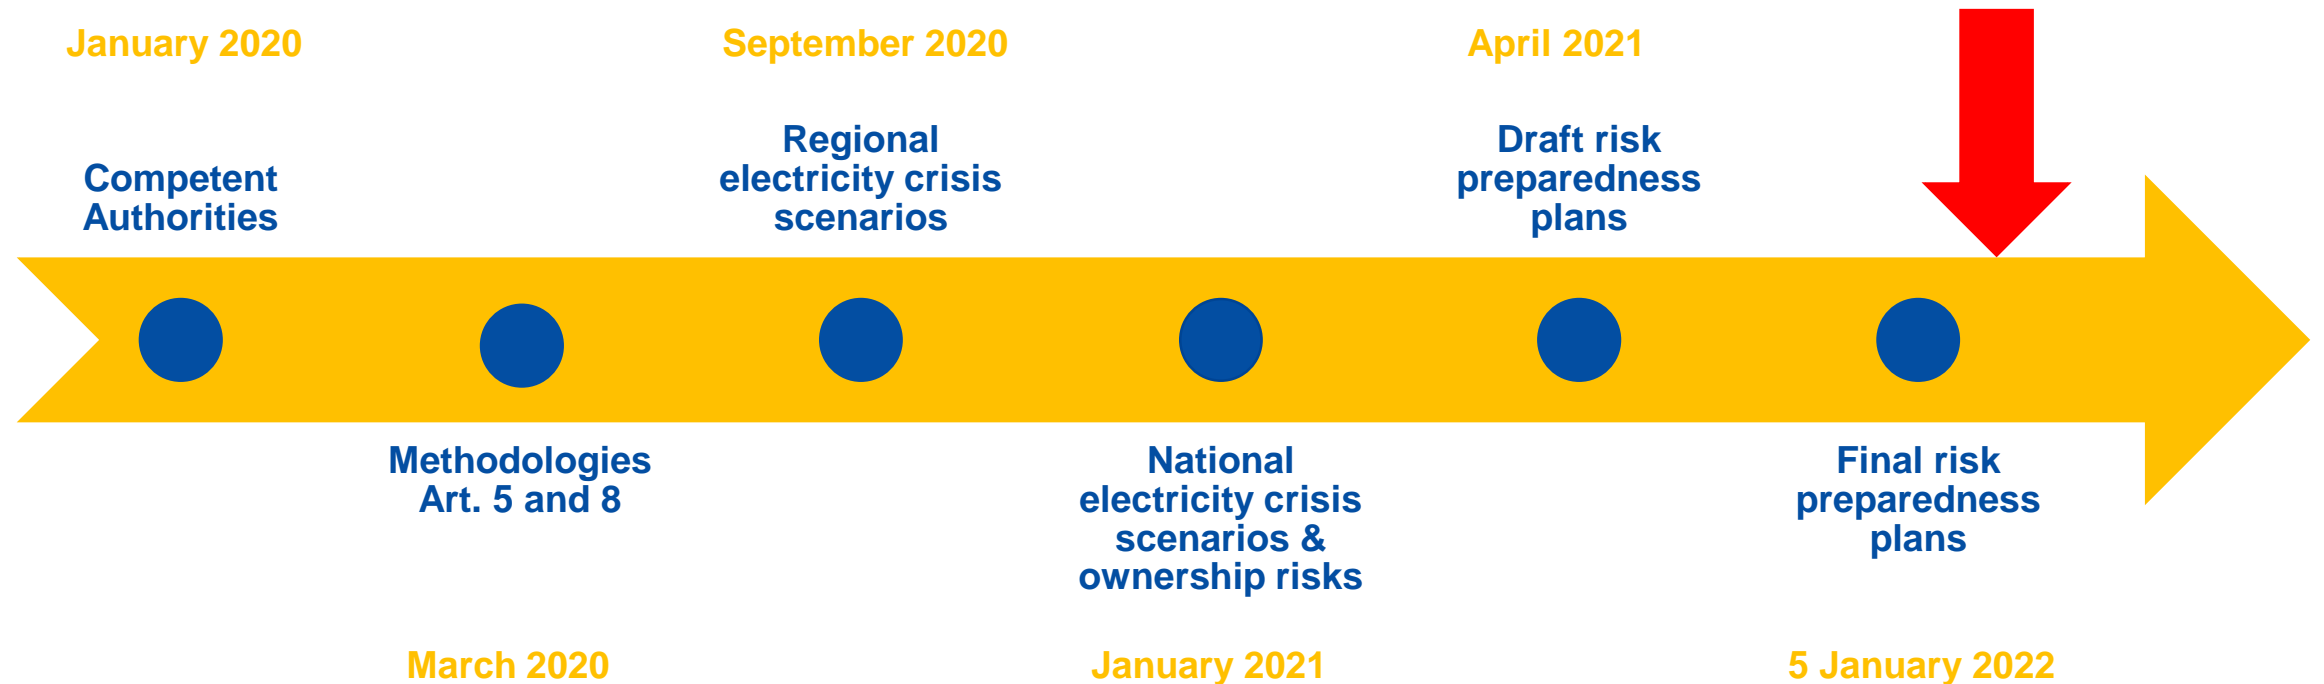 January 2020
September 2020
April 2021
Competent
Authorities
Regional
electricity crisis
scenarios
Draft risk
preparedness
plans
Methodologies
Art. 5 and 8
National
electricity crisis
scenarios &
ownership risks
Final risk
preparedness
plans
March 2020
January 2021
5 January 2022